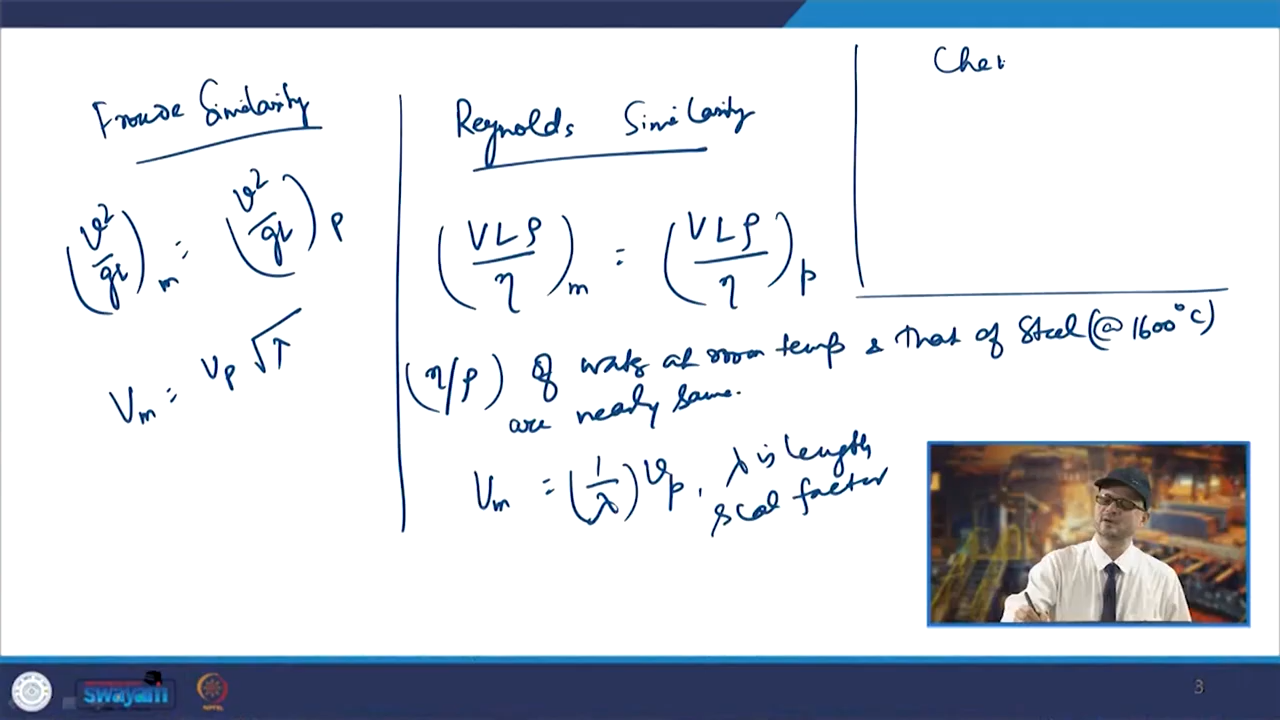 Froude Similarity
(v²/gL)m = (v²/gL)p
Vm = Vp √λ
Reynolds Similarity
(VLρ/η)m = (VLρ/η)p
(η/ρ) of water at room temp & that of Steel (@ 1600°C)
are nearly same.
Vm = (1/λ) vp, λ is length
scal factor
Che
3
swayam